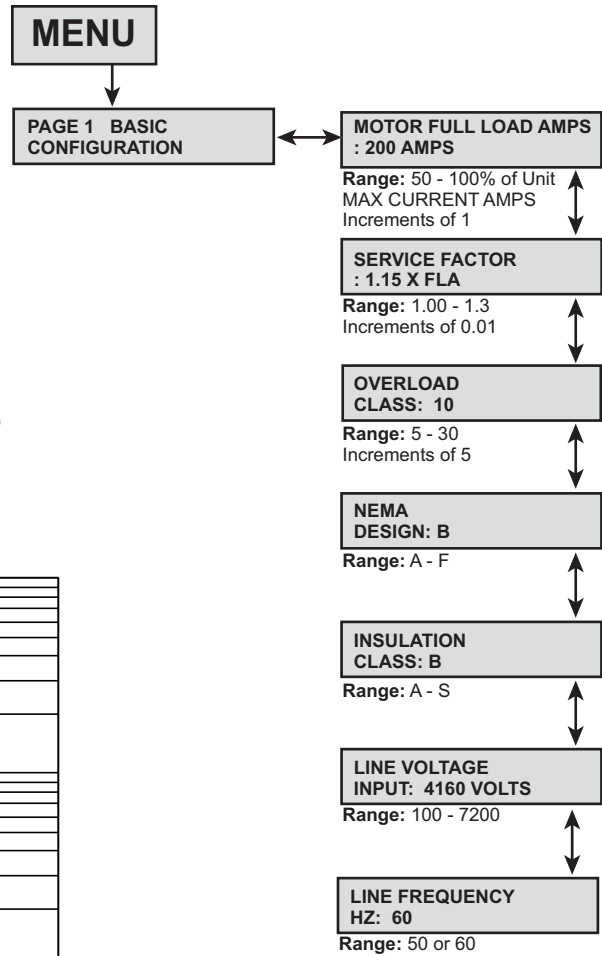 MENU
PAGE 1 BASIC
CONFIGURATION
MOTOR FULL LOAD AMPS
: 200 AMPS
Range: 50 - 100% of Unit
MAX CURRENT AMPS
Increments of 1
SERVICE FACTOR
: 1.15 X FLA
Range: 1.00 - 1.3
Increments of 0.01
OVERLOAD
CLASS: 10
Range: 5 - 30
Increments of 5
NEMA
DESIGN: B
Range: A - F
INSULATION
CLASS: B
Range: A - S
LINE VOLTAGE
INPUT: 4160 VOLTS
Range: 100 - 7200
LINE FREQUENCY
HZ: 60
Range: 50 or 60